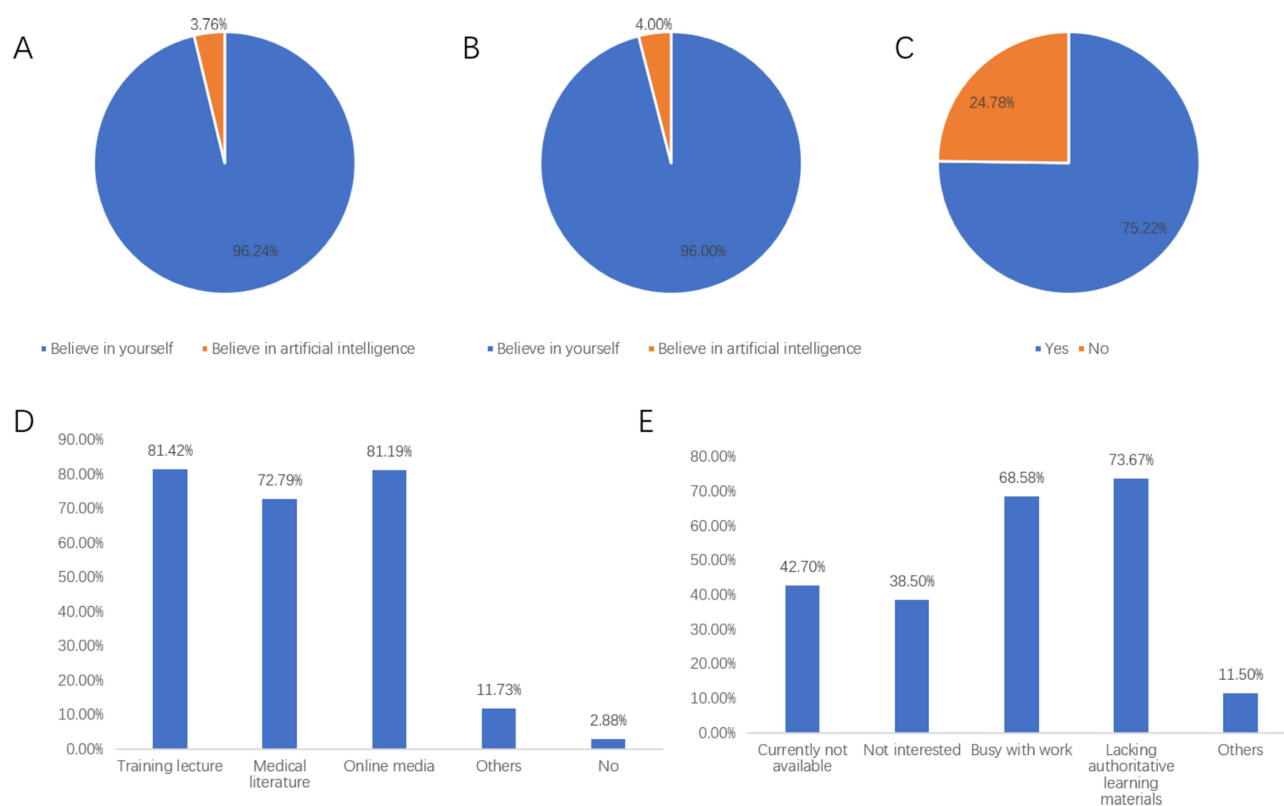 A
3.76%
96.24%
Believe in yourself Believe in artificial intelligence
B
4.00%
96.00%
Believe in yourself Believe in artificial intelligence
C
24.78%
75.22%
Yes No
D
90.00%
80.00%
70.00%
60.00%
50.00%
40.00%
30.00%
20.00%
10.00%
0.00%
81.42%
72.79%
81.19%
11.73%
2.88%
Training lecture
Medical
literature
Online media
Others
No
E
80.00%
70.00%
60.00%
50.00%
40.00%
30.00%
20.00%
10.00%
0.00%
42.70%
38.50%
68.58%
73.67%
11.50%
Currently not
available
Not interested
Busy with work
Lacking
authoritative
learning
materials
Others